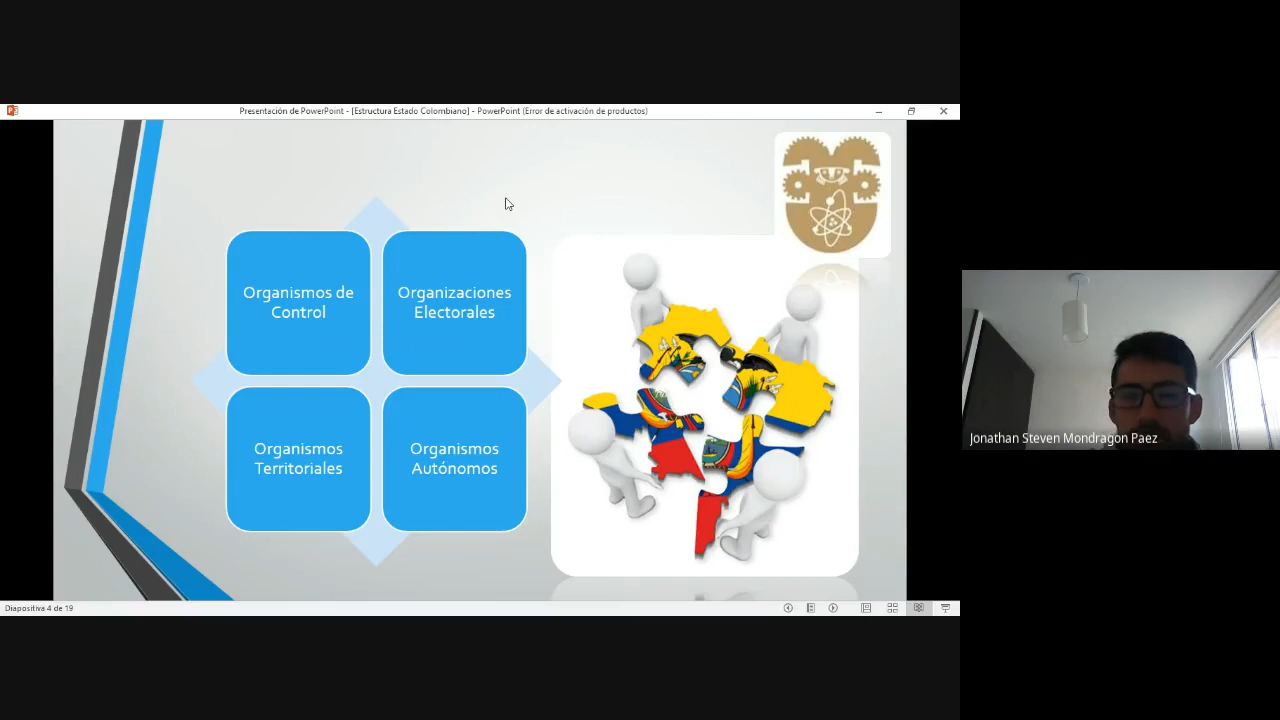 Presentación de PowerPoint - [Estructura Estado Colombiano] - PowerPoint (Error de activación de productos)
Organismos de
Control
Organizaciones
Electorales
Organismos
Territoriales
Organismos
Autónomos
Jonathan Steven Mondragon Paez
Diapositiva 4 de 19